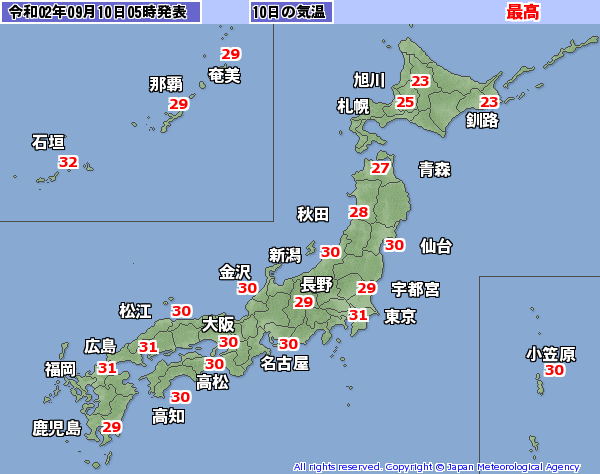 令和02年09月10日05時発表
10日の気温
最高
29
奄美
那覇
29
石垣
32
旭川
23
札幌
25
23
釧路
27
青森
秋田
28
30
仙台
新潟
30
金沢
30
長野
29
29
宇都宮
31
東京
松江
30
大阪
30
30
名古屋
広島
31
福岡
31
30
高松
30
高知
鹿児島
29
小笠原
30
All rights reserved. Copyright © Japan Meteorological Agency